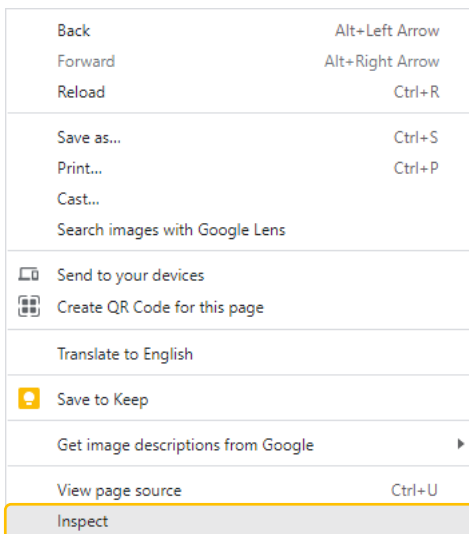 Back Alt+Left Arrow
Forward Alt+Right Arrow
Reload Ctrl+R
Save as... Ctrl+S
Print... Ctrl+P
Cast...
Search images with Google Lens
Send to your devices
Create QR Code for this page
Translate to English
Save to Keep
Get image descriptions from Google
View page source Ctrl+U
Inspect